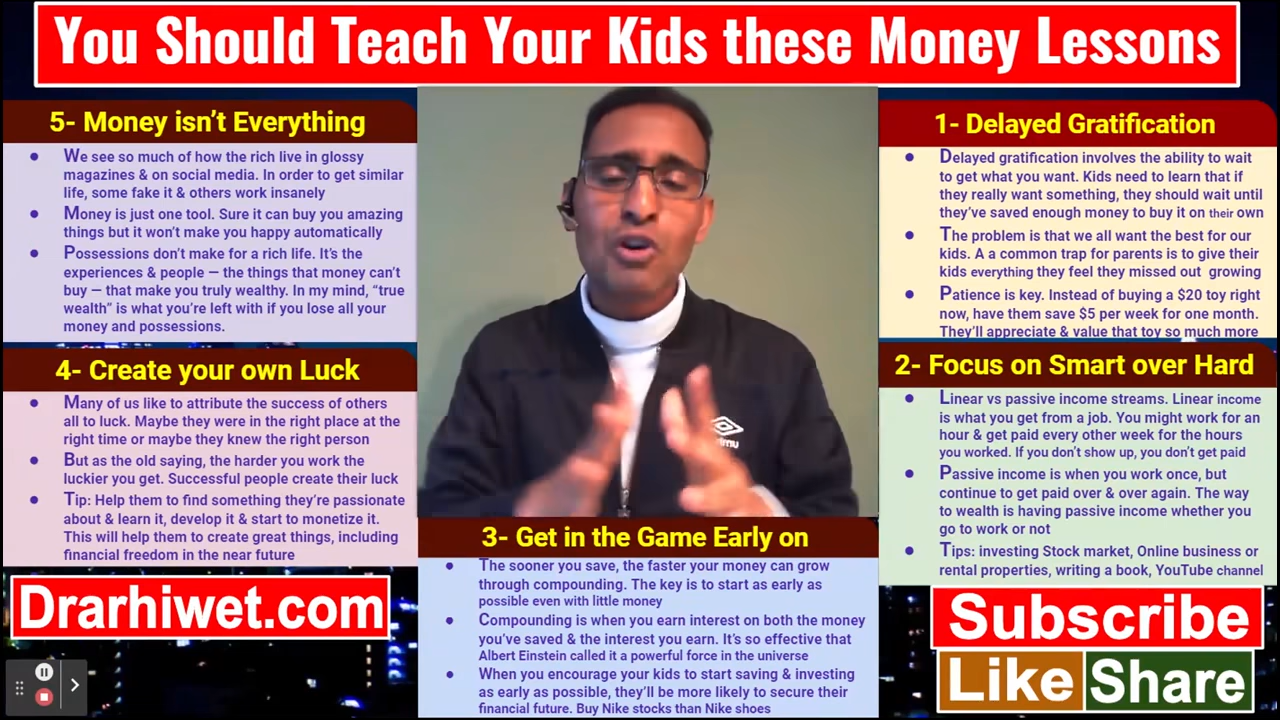 You Should Teach Your Kids these Money Lessons
5- Money isn't Everything
We see so much of how the rich live in glossy
magazines & on social media. In order to get similar
life, some fake it & others work insanely
Money is just one tool. Sure it can buy you amazing
things but it won't make you happy automatically
Possessions don't make for a rich life. It's the
experiences & people — the things that money can't
buy — that make you truly wealthy. In my mind, "true
wealth" is what you're left with if you lose all your
money and possessions.
4- Create your own Luck
Many of us like to attribute the success of others
all to luck. Maybe they were in the right place at the
right time or maybe they knew the right person
But as the old saying, the harder you work the
luckier you get. Successful people create their luck
Tip: Help them to find something they're passionate
about & learn it, develop it & start to monetize it.
This will help them to create great things, including
financial freedom in the near future
Drarhiwet.com
3- Get in the Game Early on
The sooner you save, the faster your money can grow
through compounding. The key is to start as early as
possible even with little money
Compounding is when you earn interest on both the money
you've saved & the interest you earn. It's so effective that
Albert Einstein called it a powerful force in the universe
When you encourage your kids to start saving & investing
as early as possible, they'll be more likely to secure their
financial future. Buy Nike stocks than Nike shoes
1- Delayed Gratification
Delayed gratification involves the ability to wait
to get what you want. Kids need to learn that if
they really want something, they should wait until
they've saved enough money to buy it on their own
The problem is that we all want the best for our
kids. A a common trap for parents is to give their
kids everything they feel they missed out growing
Patience is key. Instead of buying a $20 toy right
now, have them save $5 per week for one month.
They'll appreciate & value that toy so much more
2- Focus on Smart over Hard
Linear vs passive income streams. Linear income
is what you get from a job. You might work for an
hour & get paid every other week for the hours
you worked. If you don't show up, you don't get paid
Passive income is when you work once, but
continue to get paid over & over again. The way
to wealth is having passive income whether you
go to work or not
Tips: investing Stock market, Online business or
rental properties, writing a book, YouTube channel
Subscribe
Like Share